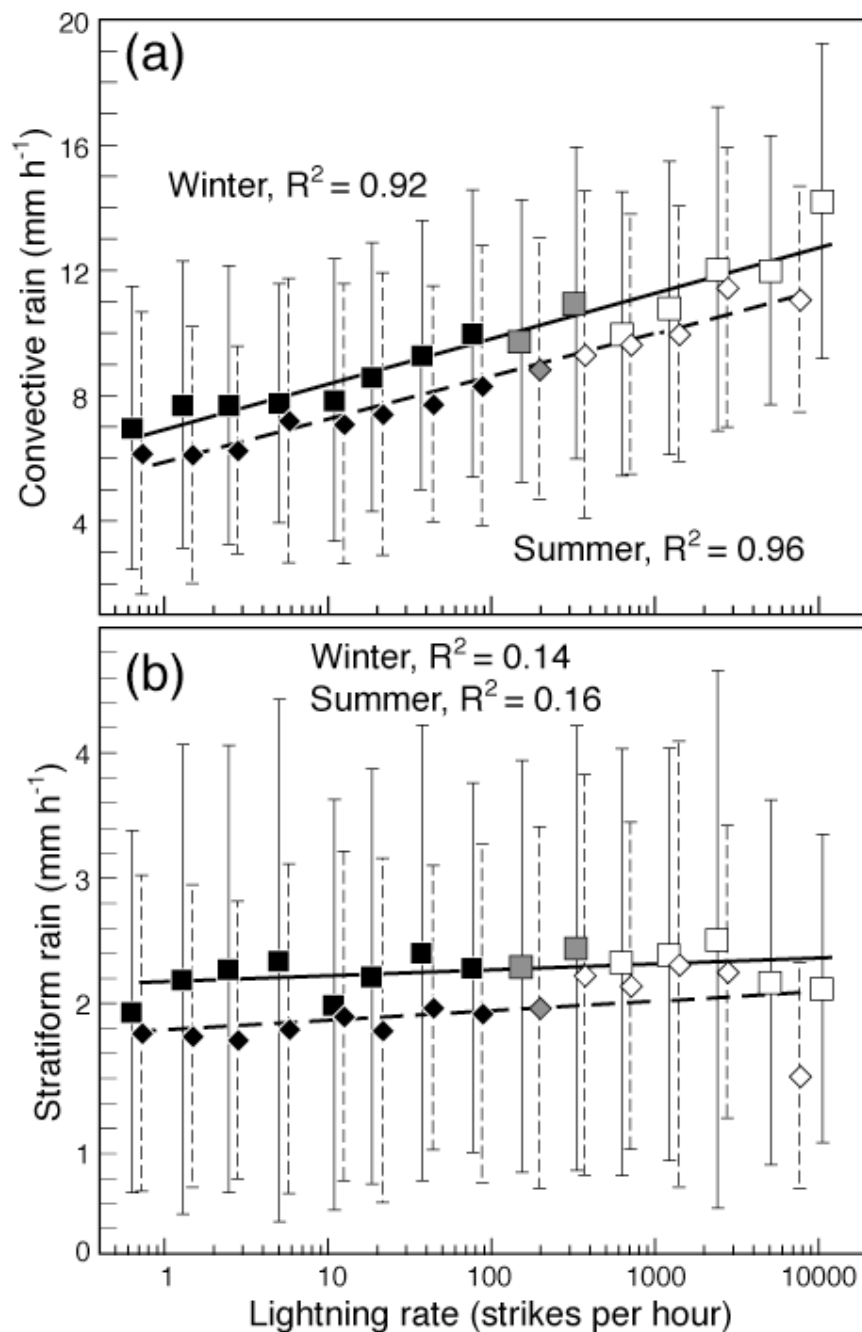 20
(a)
16
Winter, R² = 0.92
12
8
4
Summer, R² = 0.96
Convective rain (mm h⁻¹)
Winter, R² = 0.14
(b)
Summer, R² = 0.16
4
3
2
1
0
Stratiform rain (mm h⁻¹)
1 10 100 1000 10000
Lightning rate (strikes per hour)